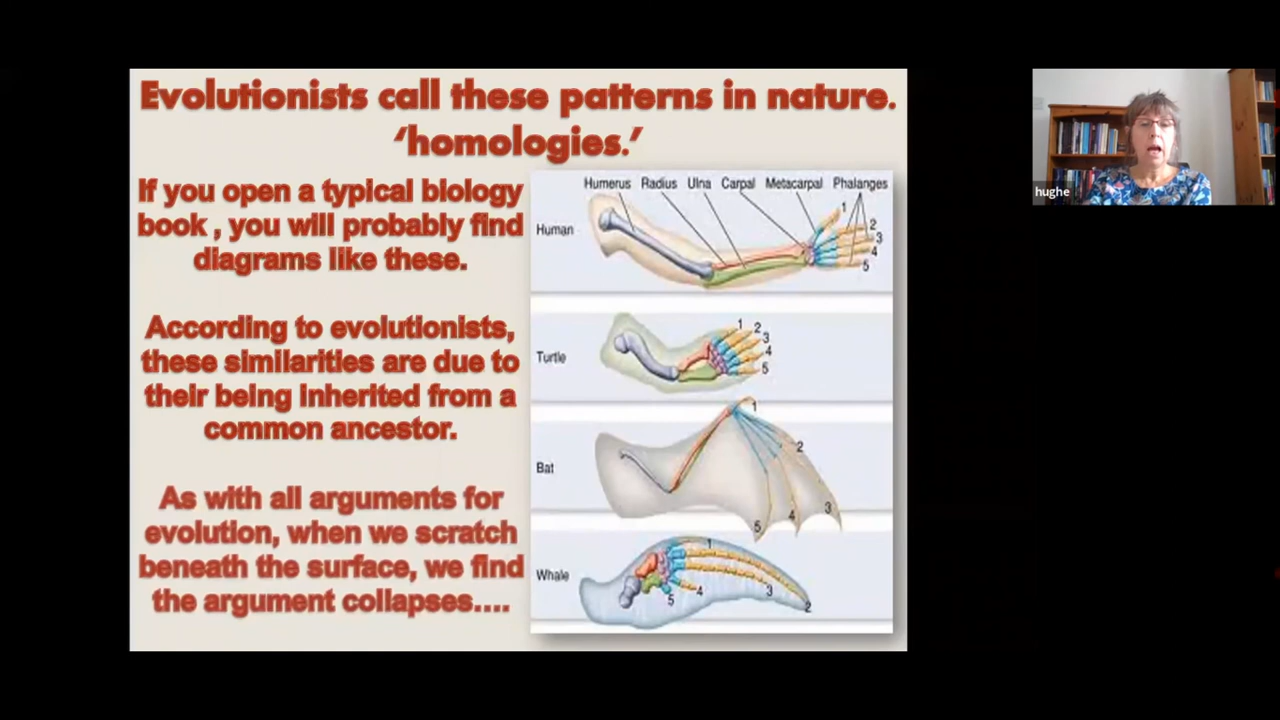 Evolutionists call these patterns in nature.
‘homologies.’
If you open a typical biology
book , you will probably find
diagrams like these.
According to evolutionists,
these similarities are due to
their being inherited from a
common ancestor.
As with all arguments for
evolution, when we scratch
beneath the surface, we find
the argument collapses....
Humerus Radius Ulna Carpal Metacarpal Phalanges
Human
1
2
3
4
5
Turtle
1
2
3
4
5
Bat
1
2
3
4
5
Whale
1
2
3
4
5
hughe